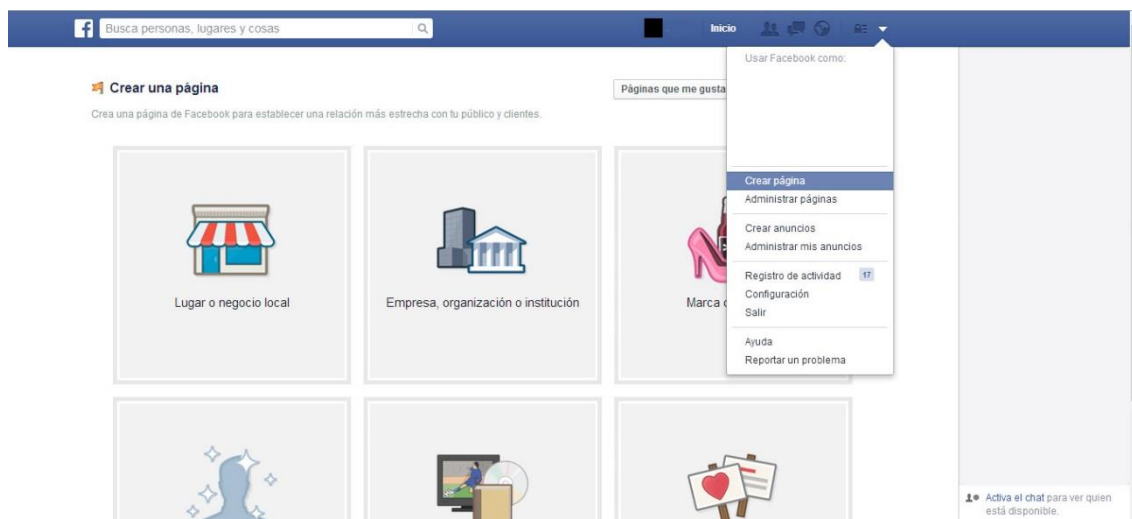 f
Busca personas, lugares y cosas
Inicio
Crear una página
Páginas que me gusta
Crea una página de Facebook para establecer una relación más estrecha con tu público y clientes.
Usar Facebook como:
Crear página
Administrar páginas
Crear anuncios
Administrar mis anuncios
Registro de actividad 17
Configuración
Salir
Ayuda
Reportar un problema
Lugar o negocio local
Empresa, organización o institución
Marca
Activa el chat para ver quien
está disponible.